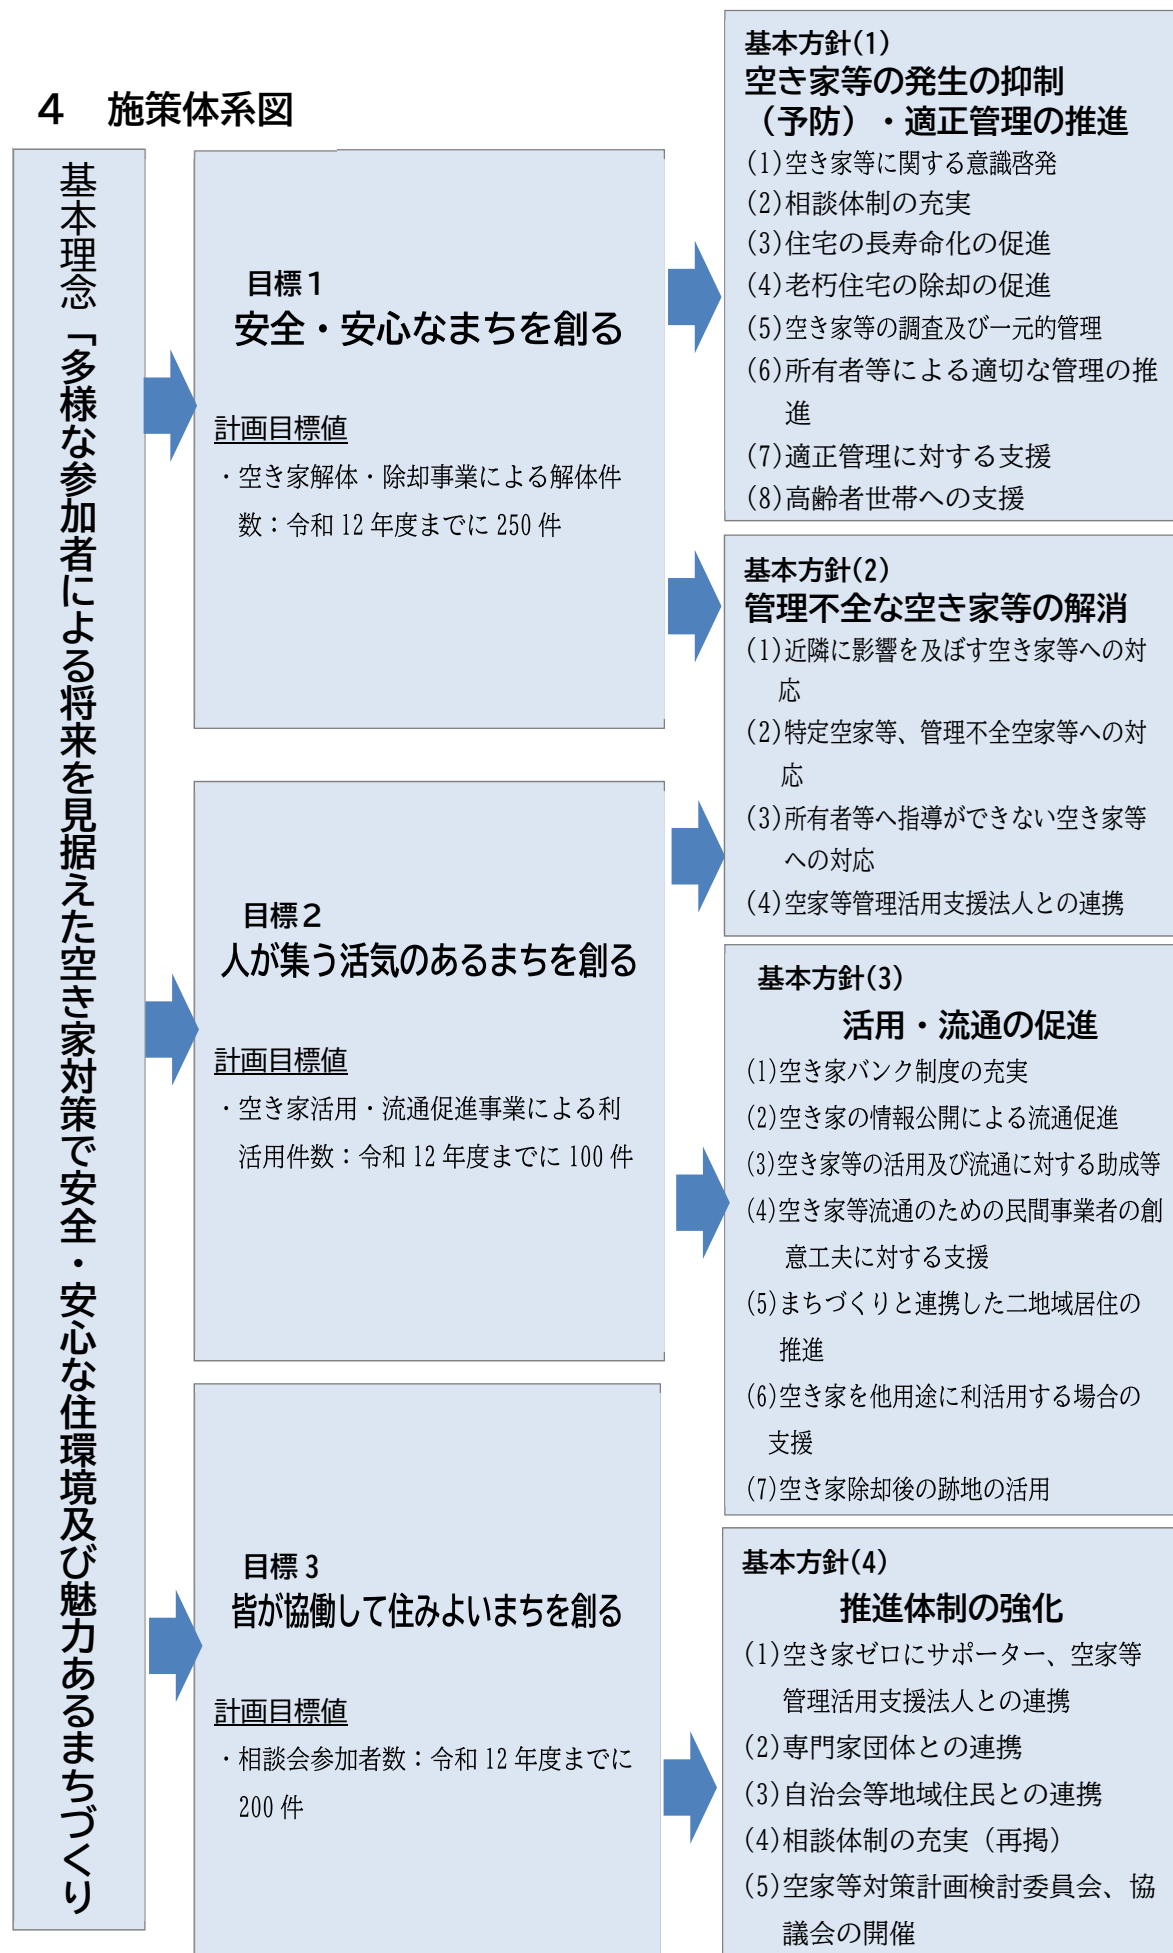 4　施策体系図
基本理念「多様な参加者による将来を見据えた空き家対策で安全・安心な住環境及び魅力あるまちづくり
目標１
安全・安心なまちを創る
計画目標値
・空き家解体・除却事業による解体件
数：令和 12 年度までに 250 件
目標２
人が集う活気のあるまちを創る
計画目標値
・空き家活用・流通促進事業による利
活用件数：令和 12 年度までに 100 件
目標 3
皆が協働して住みよいまちを創る
計画目標値
・相談会参加者数：令和 12 年度までに
200 件
基本方針(1)
空き家等の発生の抑制
（予防）・適正管理の推進
(1)空き家等に関する意識啓発
(2)相談体制の充実
(3)住宅の長寿命化の促進
(4)老朽住宅の除却の促進
(5)空き家等の調査及び一元的管理
(6)所有者等による適切な管理の推
進
(7)適正管理に対する支援
(8)高齢者世帯への支援
基本方針(2)
管理不全な空き家等の解消
(1)近隣に影響を及ぼす空き家等への対
応
(2)特定空家等、管理不全空家等への対
応
(3)所有者等へ指導ができない空き家等
への対応
(4)空家等管理活用支援法人との連携
基本方針(3)
活用・流通の促進
(1)空き家バンク制度の充実
(2)空き家の情報公開による流通促進
(3)空き家等の活用及び流通に対する助成等
(4)空き家等流通のための民間事業者の創
意工夫に対する支援
(5)まちづくりと連携した二地域居住の
推進
(6)空き家を他用途に利活用する場合の
支援
(7)空き家除却後の跡地の活用
基本方針(4)
推進体制の強化
(1)空き家ゼロにサポーター、空家等
管理活用支援法人との連携
(2)専門家団体との連携
(3)自治会等地域住民との連携
(4)相談体制の充実（再掲）
(5)空家等対策計画検討委員会、協
議会の開催